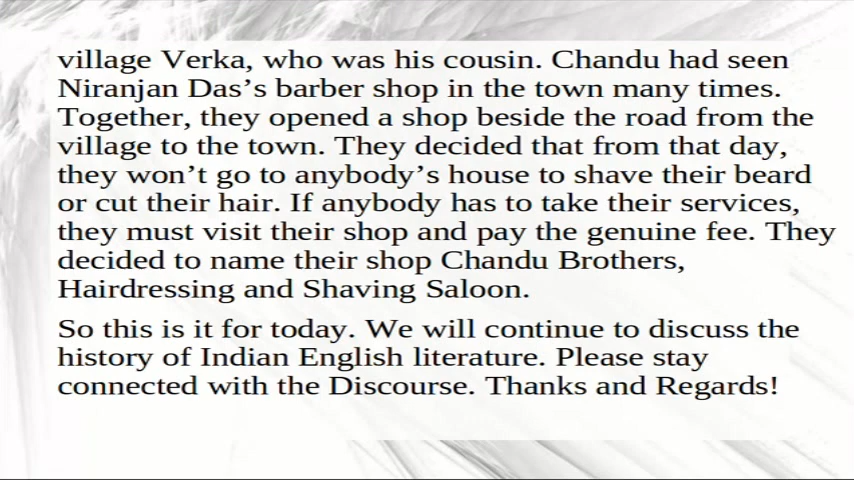 village Verka, who was his cousin. Chandu had seen
Niranjan Das’s barber shop in the town many times.
Together, they opened a shop beside the road from the
village to the town. They decided that from that day,
they won’t go to anybody’s house to shave their beard
or cut their hair. If anybody has to take their services,
they must visit their shop and pay the genuine fee. They
decided to name their shop Chandu Brothers,
Hairdressing and Shaving Saloon.
So this is it for today. We will continue to discuss the
history of Indian English literature. Please stay
connected with the Discourse. Thanks and Regards!